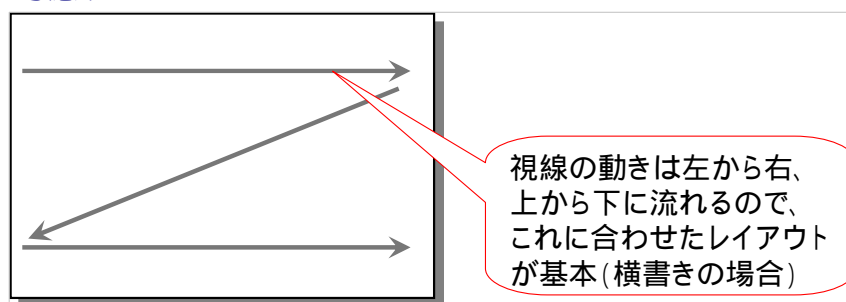 視線の動きは左から右、
上から下に流れるので、
これに合わせたレイアウト
が基本(横書きの場合)